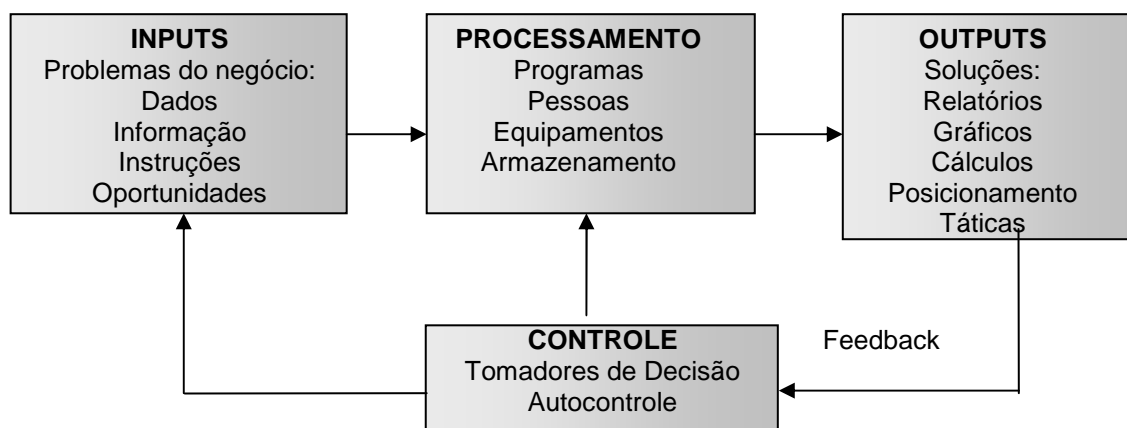 INPUTS
Problemas do negócio:
Dados
Informação
Instruções
Oportunidades
PROCESSAMENTO
Programas
Pessoas
Equipamentos
Armazenamento
OUTPUTS
Soluções:
Relatórios
Gráficos
Cálculos
Posicionamento
Táticas
CONTROLE
Tomadores de Decisão
Autocontrole
Feedback